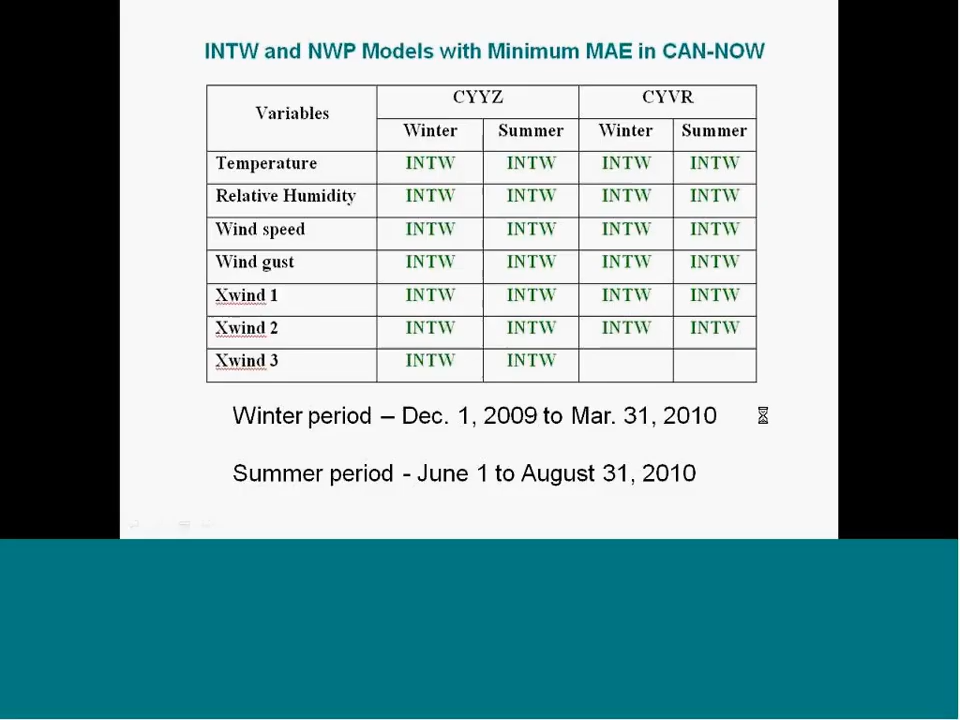 INTW and NWP Models with Minimum MAE in CAN-NOW
Variables CYYZ CYVR
Winter Summer Winter Summer
Temperature INTW INTW INTW INTW
Relative Humidity INTW INTW INTW INTW
Wind speed INTW INTW INTW INTW
Wind gust INTW INTW INTW INTW
Xwind 1 INTW INTW INTW INTW
Xwind 2 INTW INTW INTW INTW
Xwind 3 INTW INTW
Winter period – Dec. 1, 2009 to Mar. 31, 2010
Summer period - June 1 to August 31, 2010